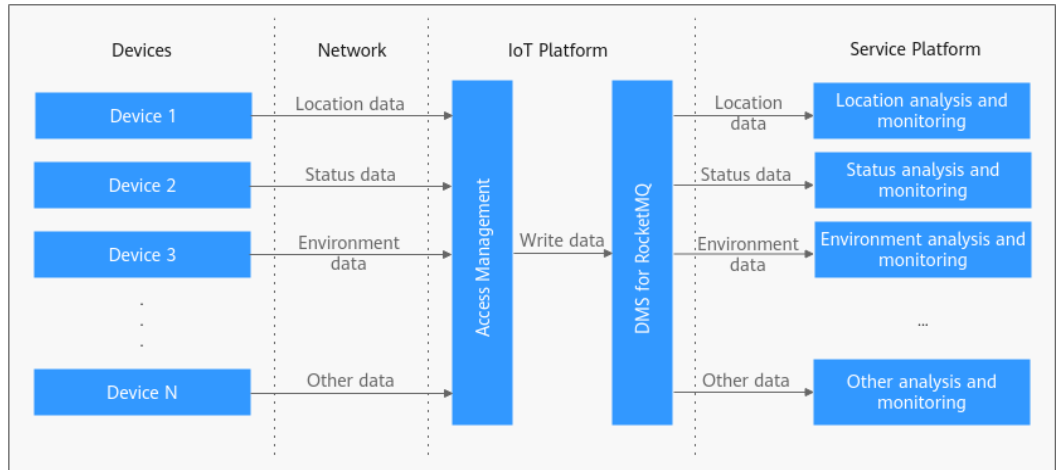 Devices
Network
IoT Platform
Service Platform
Device 1
Location data
Location
data
Location analysis and
monitoring
Device 2
Status data
Status data
Status analysis and
monitoring
Device 3
Environment
data
Access Management
Write data
DMS for RocketMQ
Environment
data
Environment analysis and
monitoring
.
.
.
...
Device N
Other data
Other data
Other analysis and
monitoring